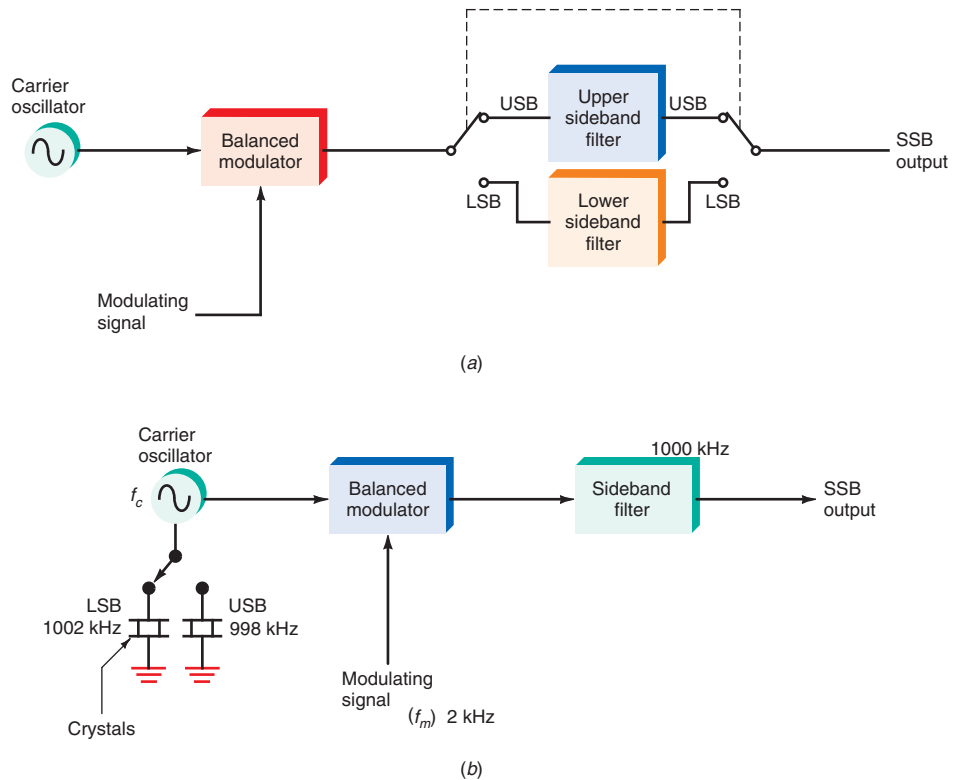 Carrier
oscillator
Balanced
modulator
Modulating
signal
USB
Upper
sideband
filter
USB
LSB
Lower
sideband
filter
LSB
SSB
output
(a)
Carrier
oscillator
fc
LSB
1002 kHz
USB
998 kHz
Crystals
Balanced
modulator
Modulating
signal
(fm) 2 kHz
1000 kHz
Sideband
filter
SSB
output
(b)